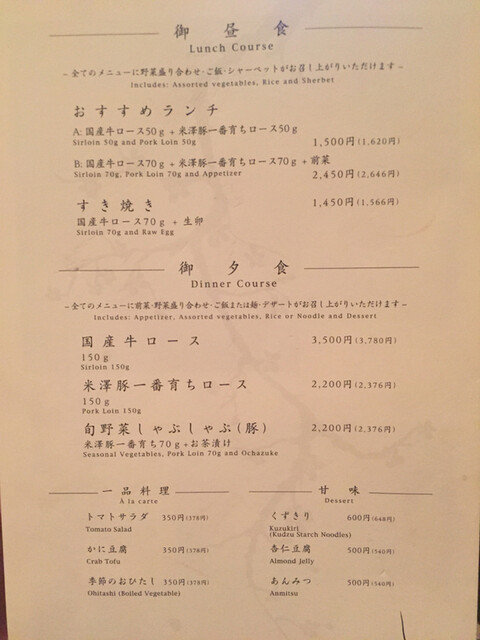 御昼食
Lunch Course
－全てのメニューに野菜盛り合わせ・ご飯・シャーベットがお召し上がりいただけます－
Includes: Assorted vegetables, Rice and Sherbet
おすすめランチ
A: 国産牛ロース50g + 米澤豚一番育ちロース50g
Sirloin 50g and Pork Loin 50g
1,500円(1,620円)
B: 国産牛ロース70g + 米澤豚一番育ちロース70g + 前菜
Sirloin 70g, Pork Loin 70g and Appetizer
2,450円(2,646円)
すき焼き 1,450円(1,566円)
国産牛ロース70g + 生卵
Sirloin 70g and Raw Egg
御夕食
Dinner Course
－全てのメニューに前菜・野菜盛り合わせ・ご飯または麺・デザートがお召し上がりいただけます－
Includes: Appetizer, Assorted vegetables, Rice or Noodle and Dessert
国産牛ロース 3,500円(3,780円)
150g
Sirloin 150g
米澤豚一番育ちロース 2,200円(2,376円)
150g
Pork Loin 150g
旬野菜しゃぶしゃぶ(豚) 2,200円(2,376円)
米澤豚一番育ち70g+お茶漬け
Seasonal Vegetables, Pork Loin 70g and Ochazuke
一品料理
À la carte
トマトサラダ 350円(378円)
Tomato Salad
かに豆腐 350円(378円)
Crab Tofu
季節のおひたし 350円(378円)
Ohitashi (Boiled Vegetable)
甘味
Dessert
くずきり 600円(648円)
Kuzukiri
(Kudzu Starch Noodles)
杏仁豆腐 500円(540円)
Almond Jelly
あんみつ 500円(540円)
Anmitsu